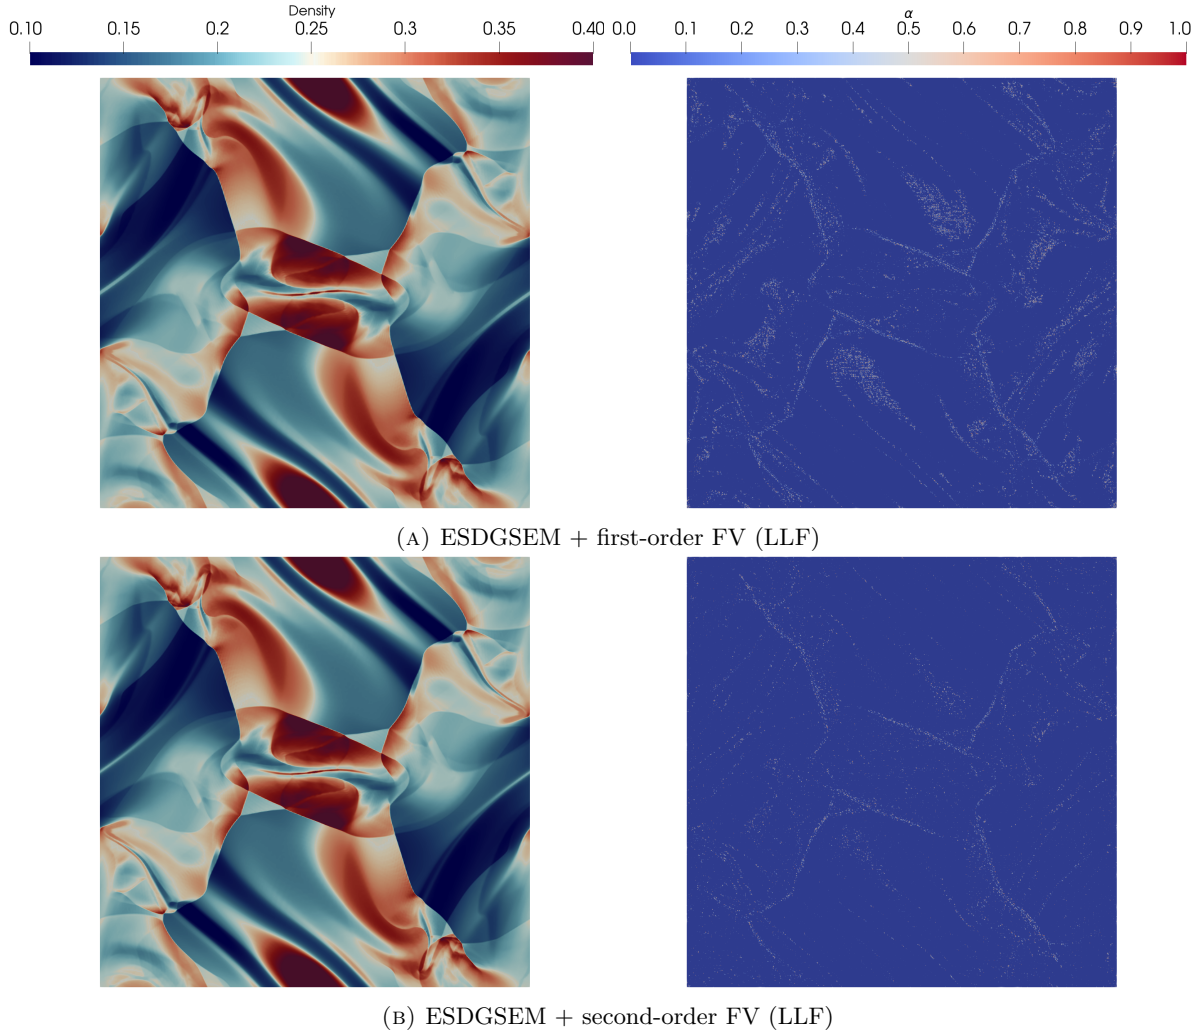 Density
0.10 0.15 0.2 0.25 0.3 0.35 0.40
α
0.0 0.1 0.2 0.3 0.4 0.5 0.6 0.7 0.8 0.9 1.0
(A) ESDGSEM + first-order FV (LLF)
(B) ESDGSEM + second-order FV (LLF)